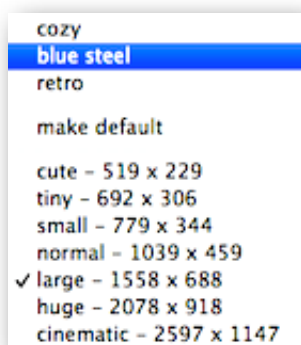 cozy
blue steel
retro
make default
cute – 519 x 229
tiny – 692 x 306
small – 779 x 344
normal – 1039 x 459
✓ large – 1558 x 688
huge – 2078 x 918
cinematic – 2597 x 1147